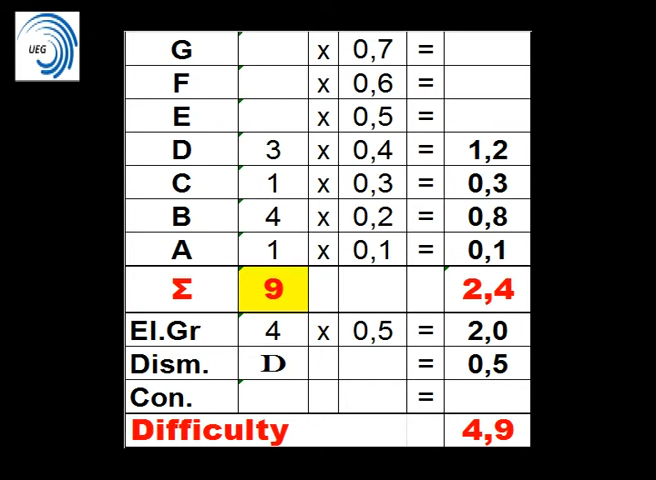 UEG
G x 0,7 =
F x 0,6 =
E x 0,5 =
D 3 x 0,4 = 1,2
C 1 x 0,3 = 0,3
B 4 x 0,2 = 0,8
A 1 x 0,1 = 0,1
Σ 9 2,4
El.Gr 4 x 0,5 = 2,0
Dism. D = 0,5
Con. =
Difficulty 4,9